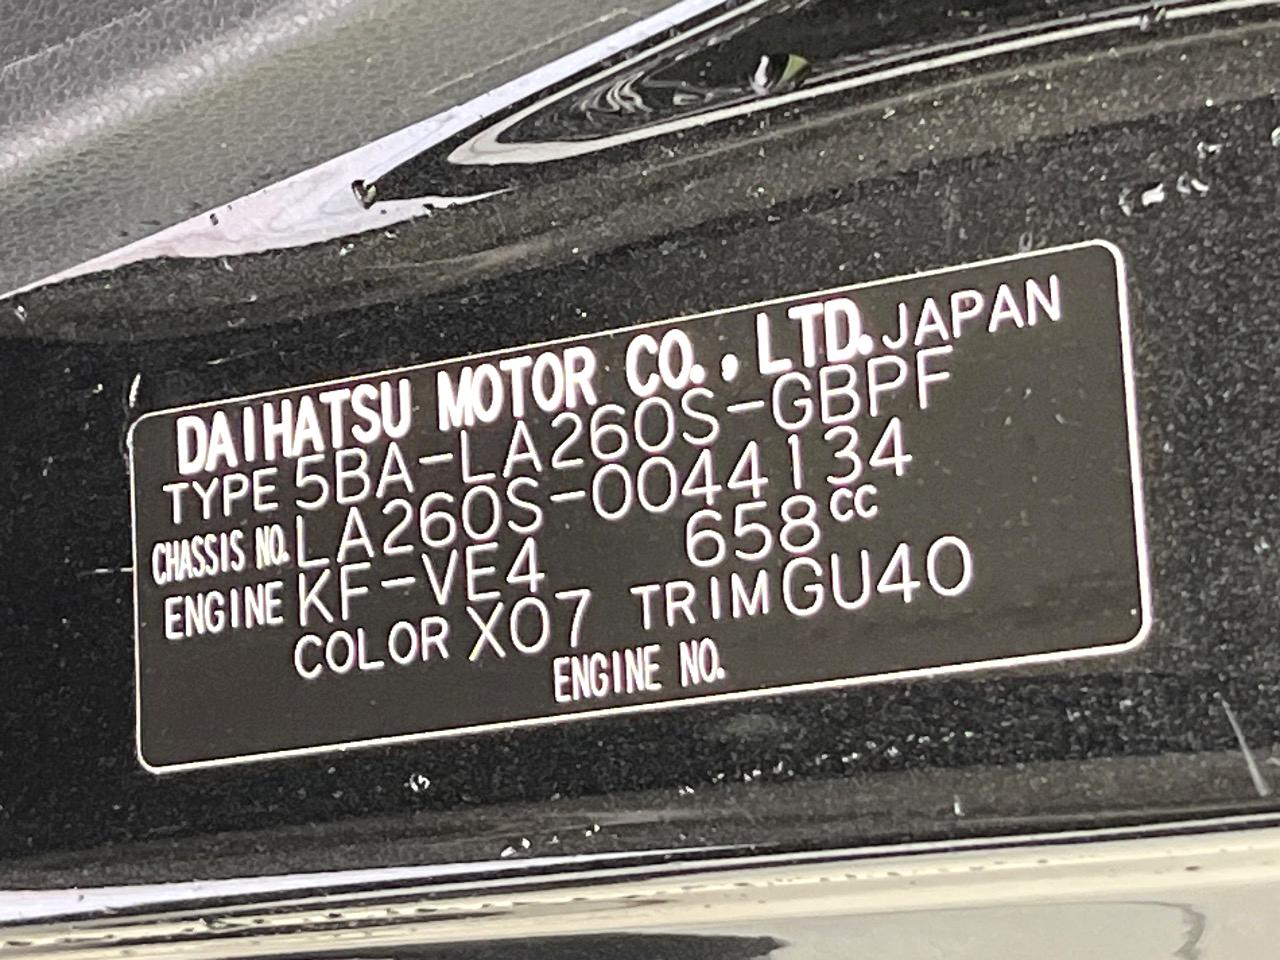 DAIHATSU MOTOR CO., LTD. JAPAN
TYPE 5BA-LA260S-GBPF
CHASSIS NO. LA260S-0044134
ENGINE KF-VE4 658cc
COLOR X07 TRIM GU40
ENGINE NO.